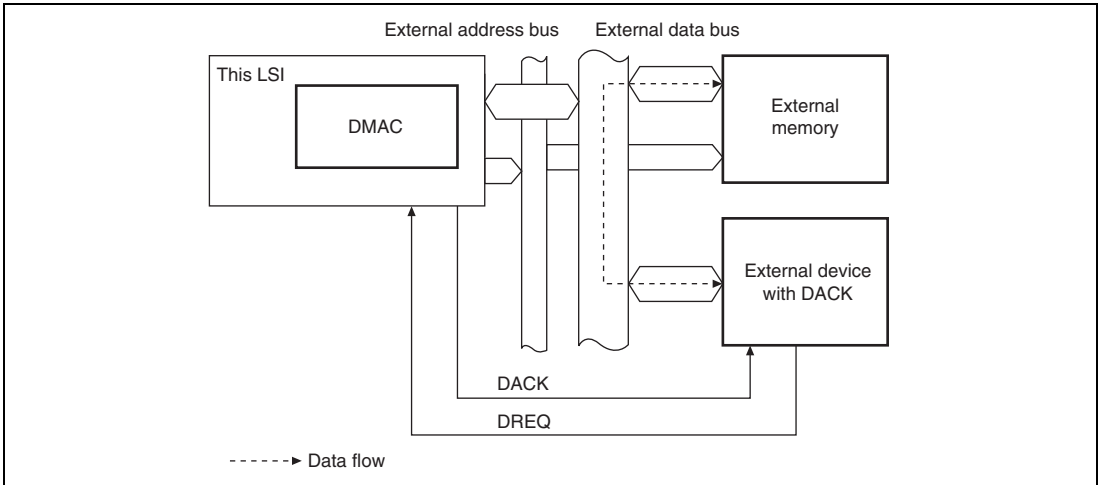 External address bus
External data bus
This LSI
DMAC
External
memory
External device
with DACK
DACK
DREQ
Data flow